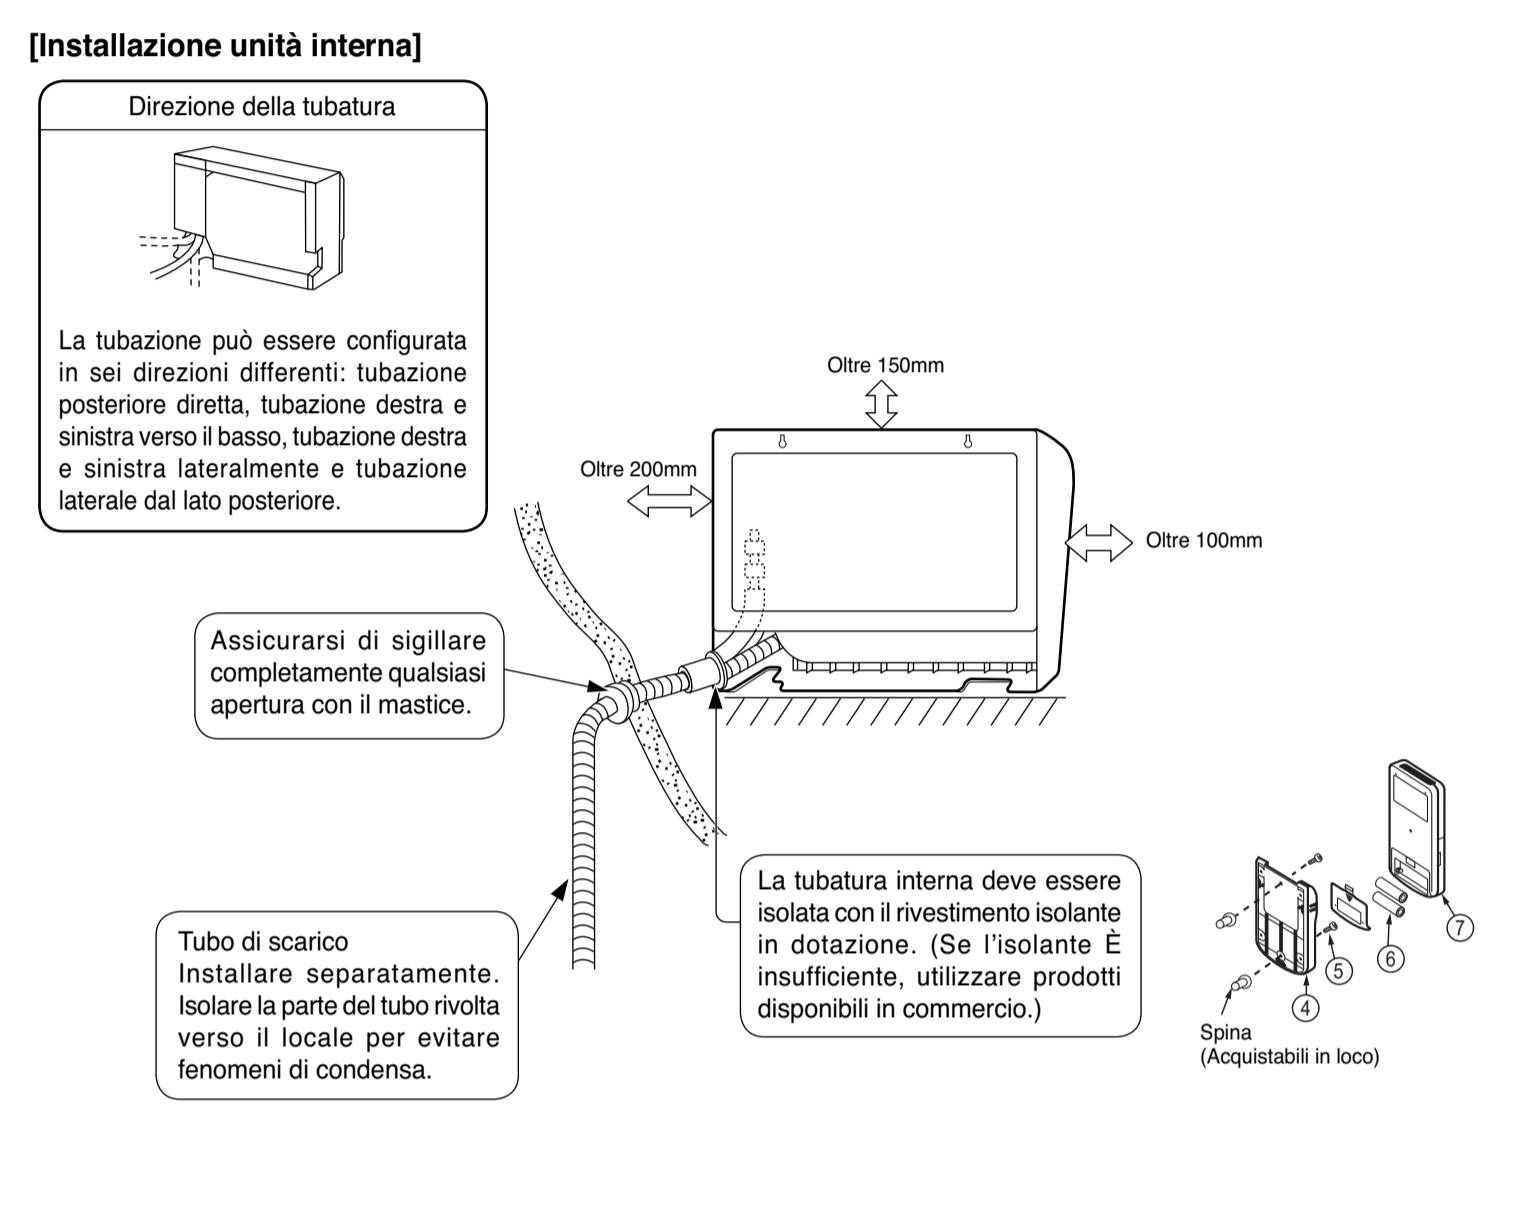 [Installazione unità interna]
Direzione della tubatura
La tubazione può essere configurata
in sei direzioni differenti: tubazione
posteriore diretta, tubazione destra e
sinistra verso il basso, tubazione destra
e sinistra lateralmente e tubazione
laterale dal lato posteriore.
Oltre 150mm
Oltre 200mm
Oltre 100mm
Assicurarsi di sigillare
completamente qualsiasi
apertura con il mastice.
Tubo di scarico
Installare separatamente.
Isolare la parte del tubo rivolta
verso il locale per evitare
fenomeni di condensa.
La tubatura interna deve essere
isolata con il rivestimento isolante
in dotazione. (Se l'isolante È
insufficiente, utilizzare prodotti
disponibili in commercio.)
7
6
5
4
Spina
(Acquistabili in loco)